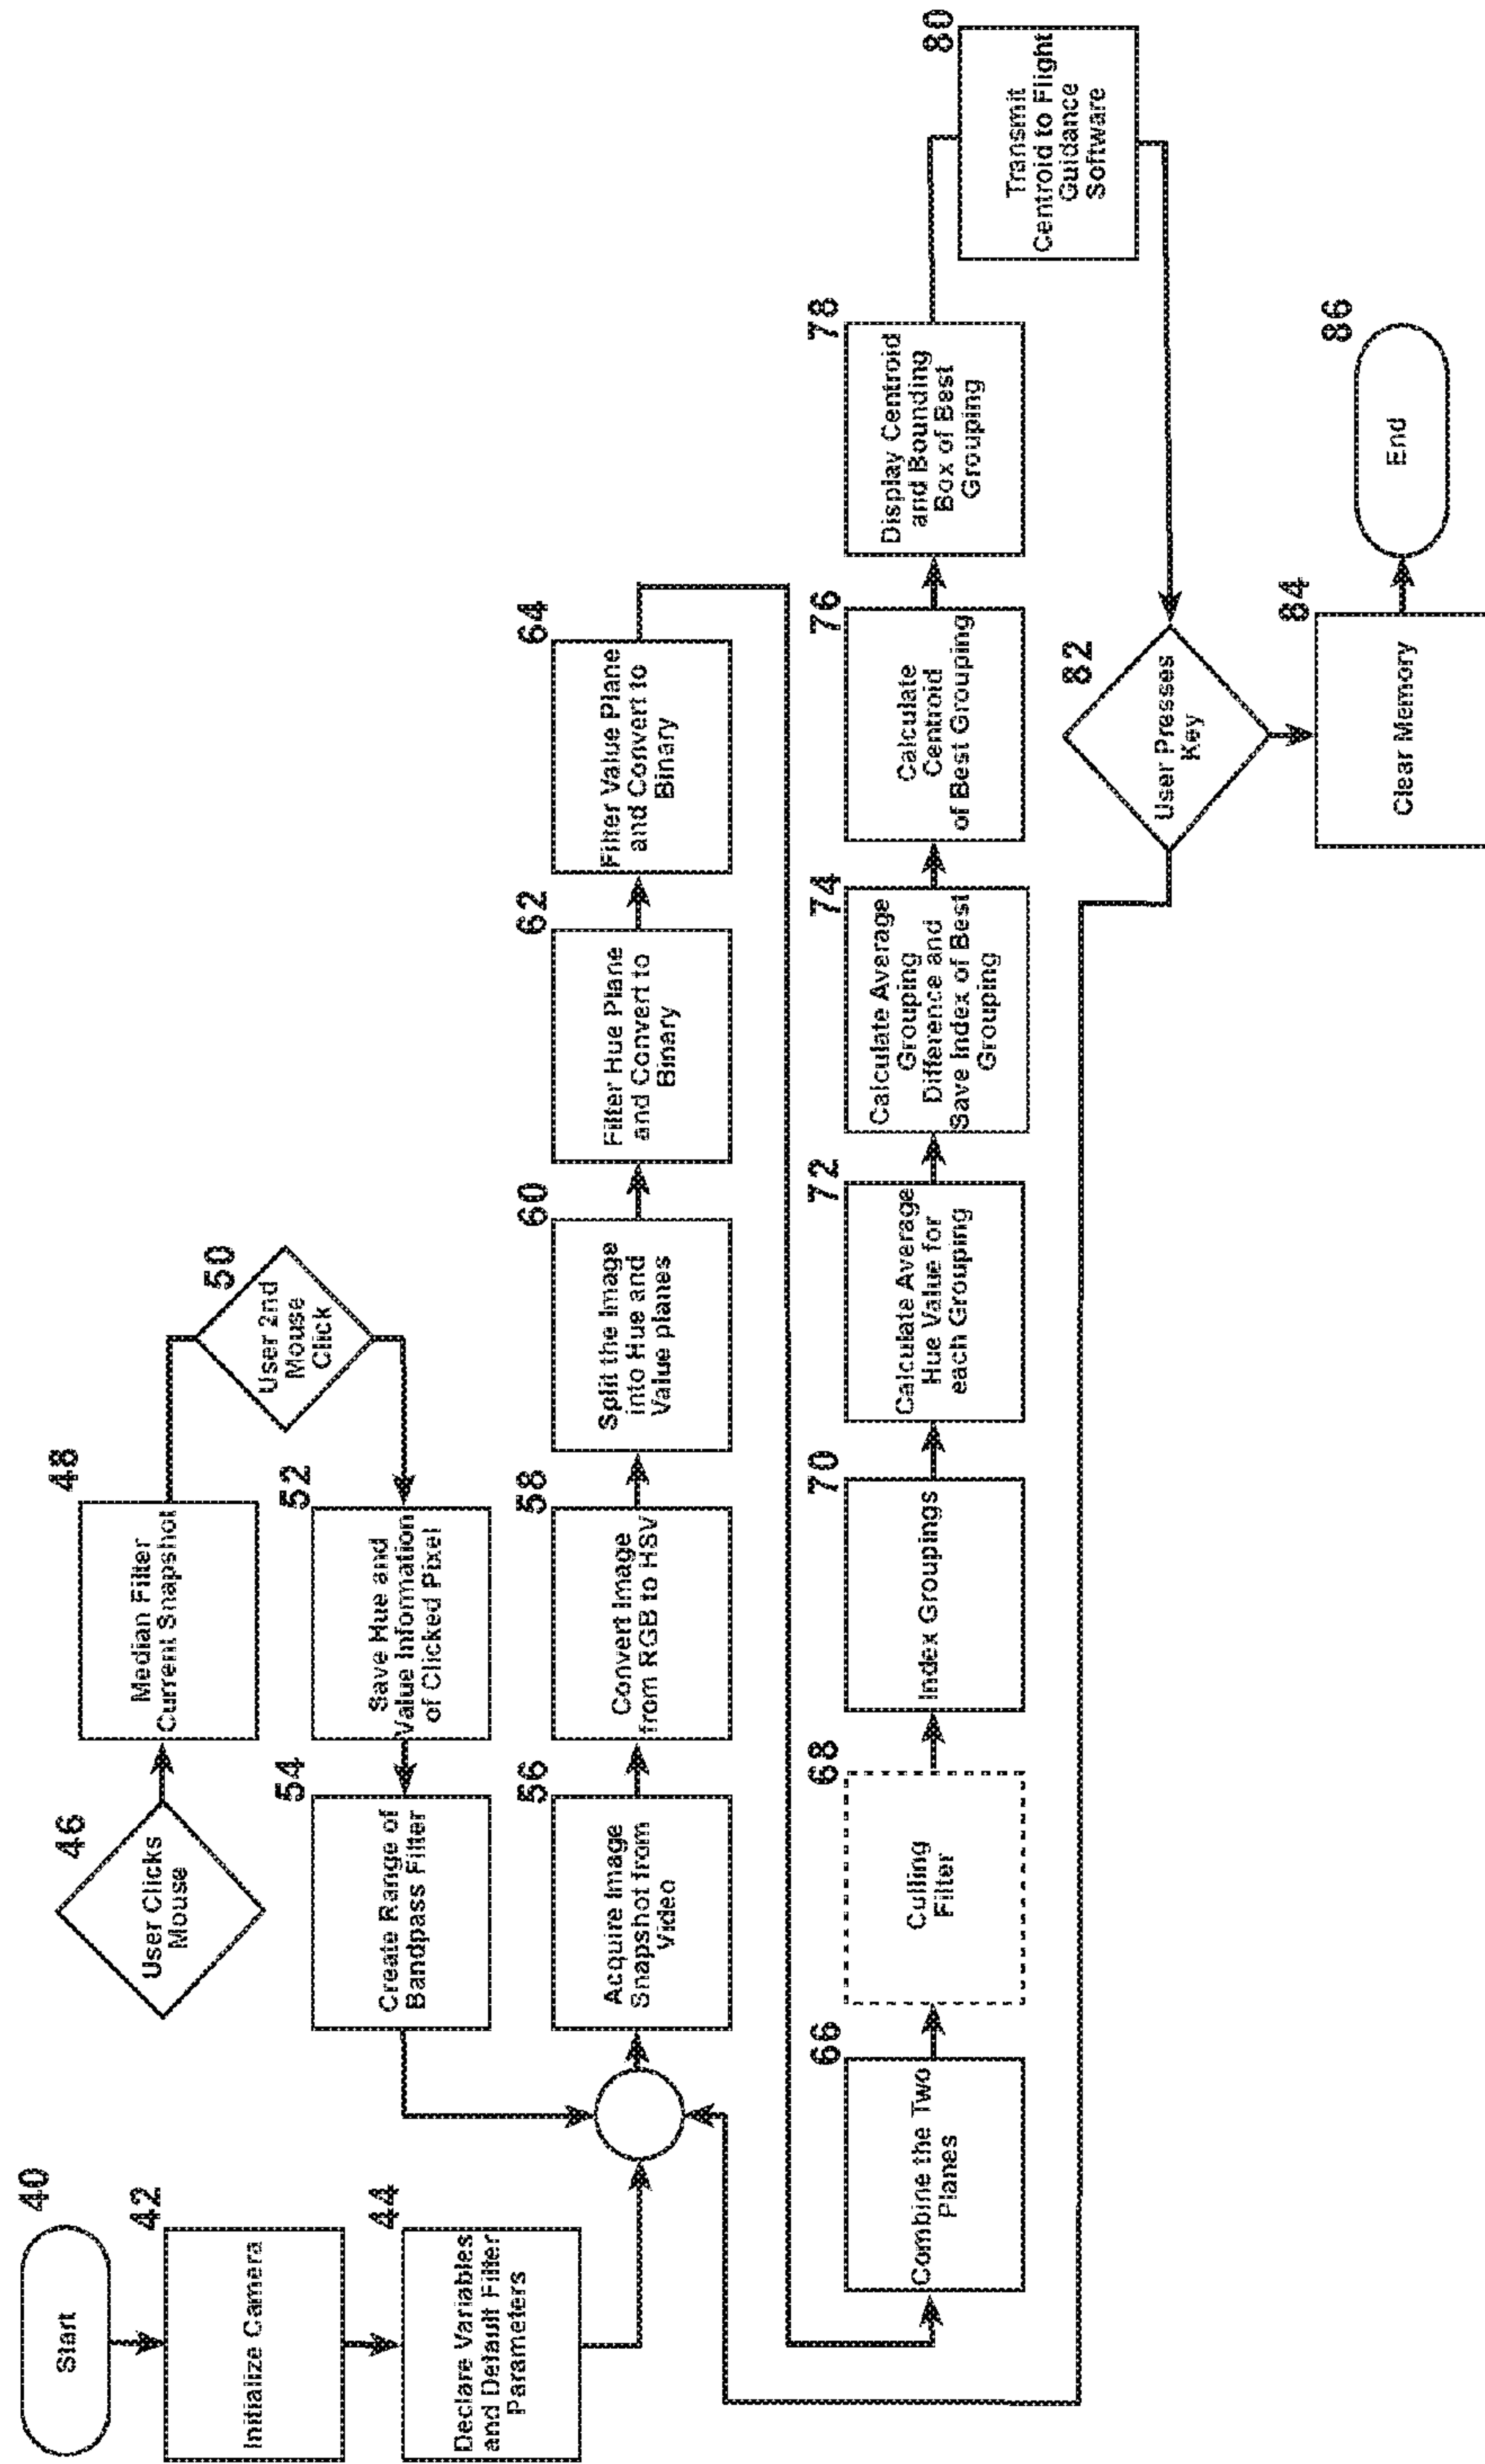 40
Start
42
Initialize Camera
44
Declare Variables
and Default Filter
Parameters
46
User Clicks
Mouse
48
Median Filter
Current Snapshot
50
User 2nd
Mouse
Click
52
Save Hue and
Value Information
of Clicked Pixel
54
Create Range of
Bandpass Filter
56
Acquire Image
Snapshot from
Video
58
Convert Image
from RGB to HSV
60
Split the Image
into Hue and
Value planes
62
Filter Hue Plane
and Convert to
Binary
64
Filter Value Plane
and Convert to
Binary
66
Combine the Two
Planes
68
Culling
Filter
70
Index Groupings
72
Calculate Average
Hue Value for
each Grouping
74
Calculate Average
Grouping
Difference and
Save Index of Best
Grouping
76
Calculate
Centroid
of Best Grouping
78
Display Centroid
and Bounding
Box of Best
Grouping
80
Transmit
Centroid to Flight
Guidance
Software
82
User Presses
Key
84
Clear Memory
86
End